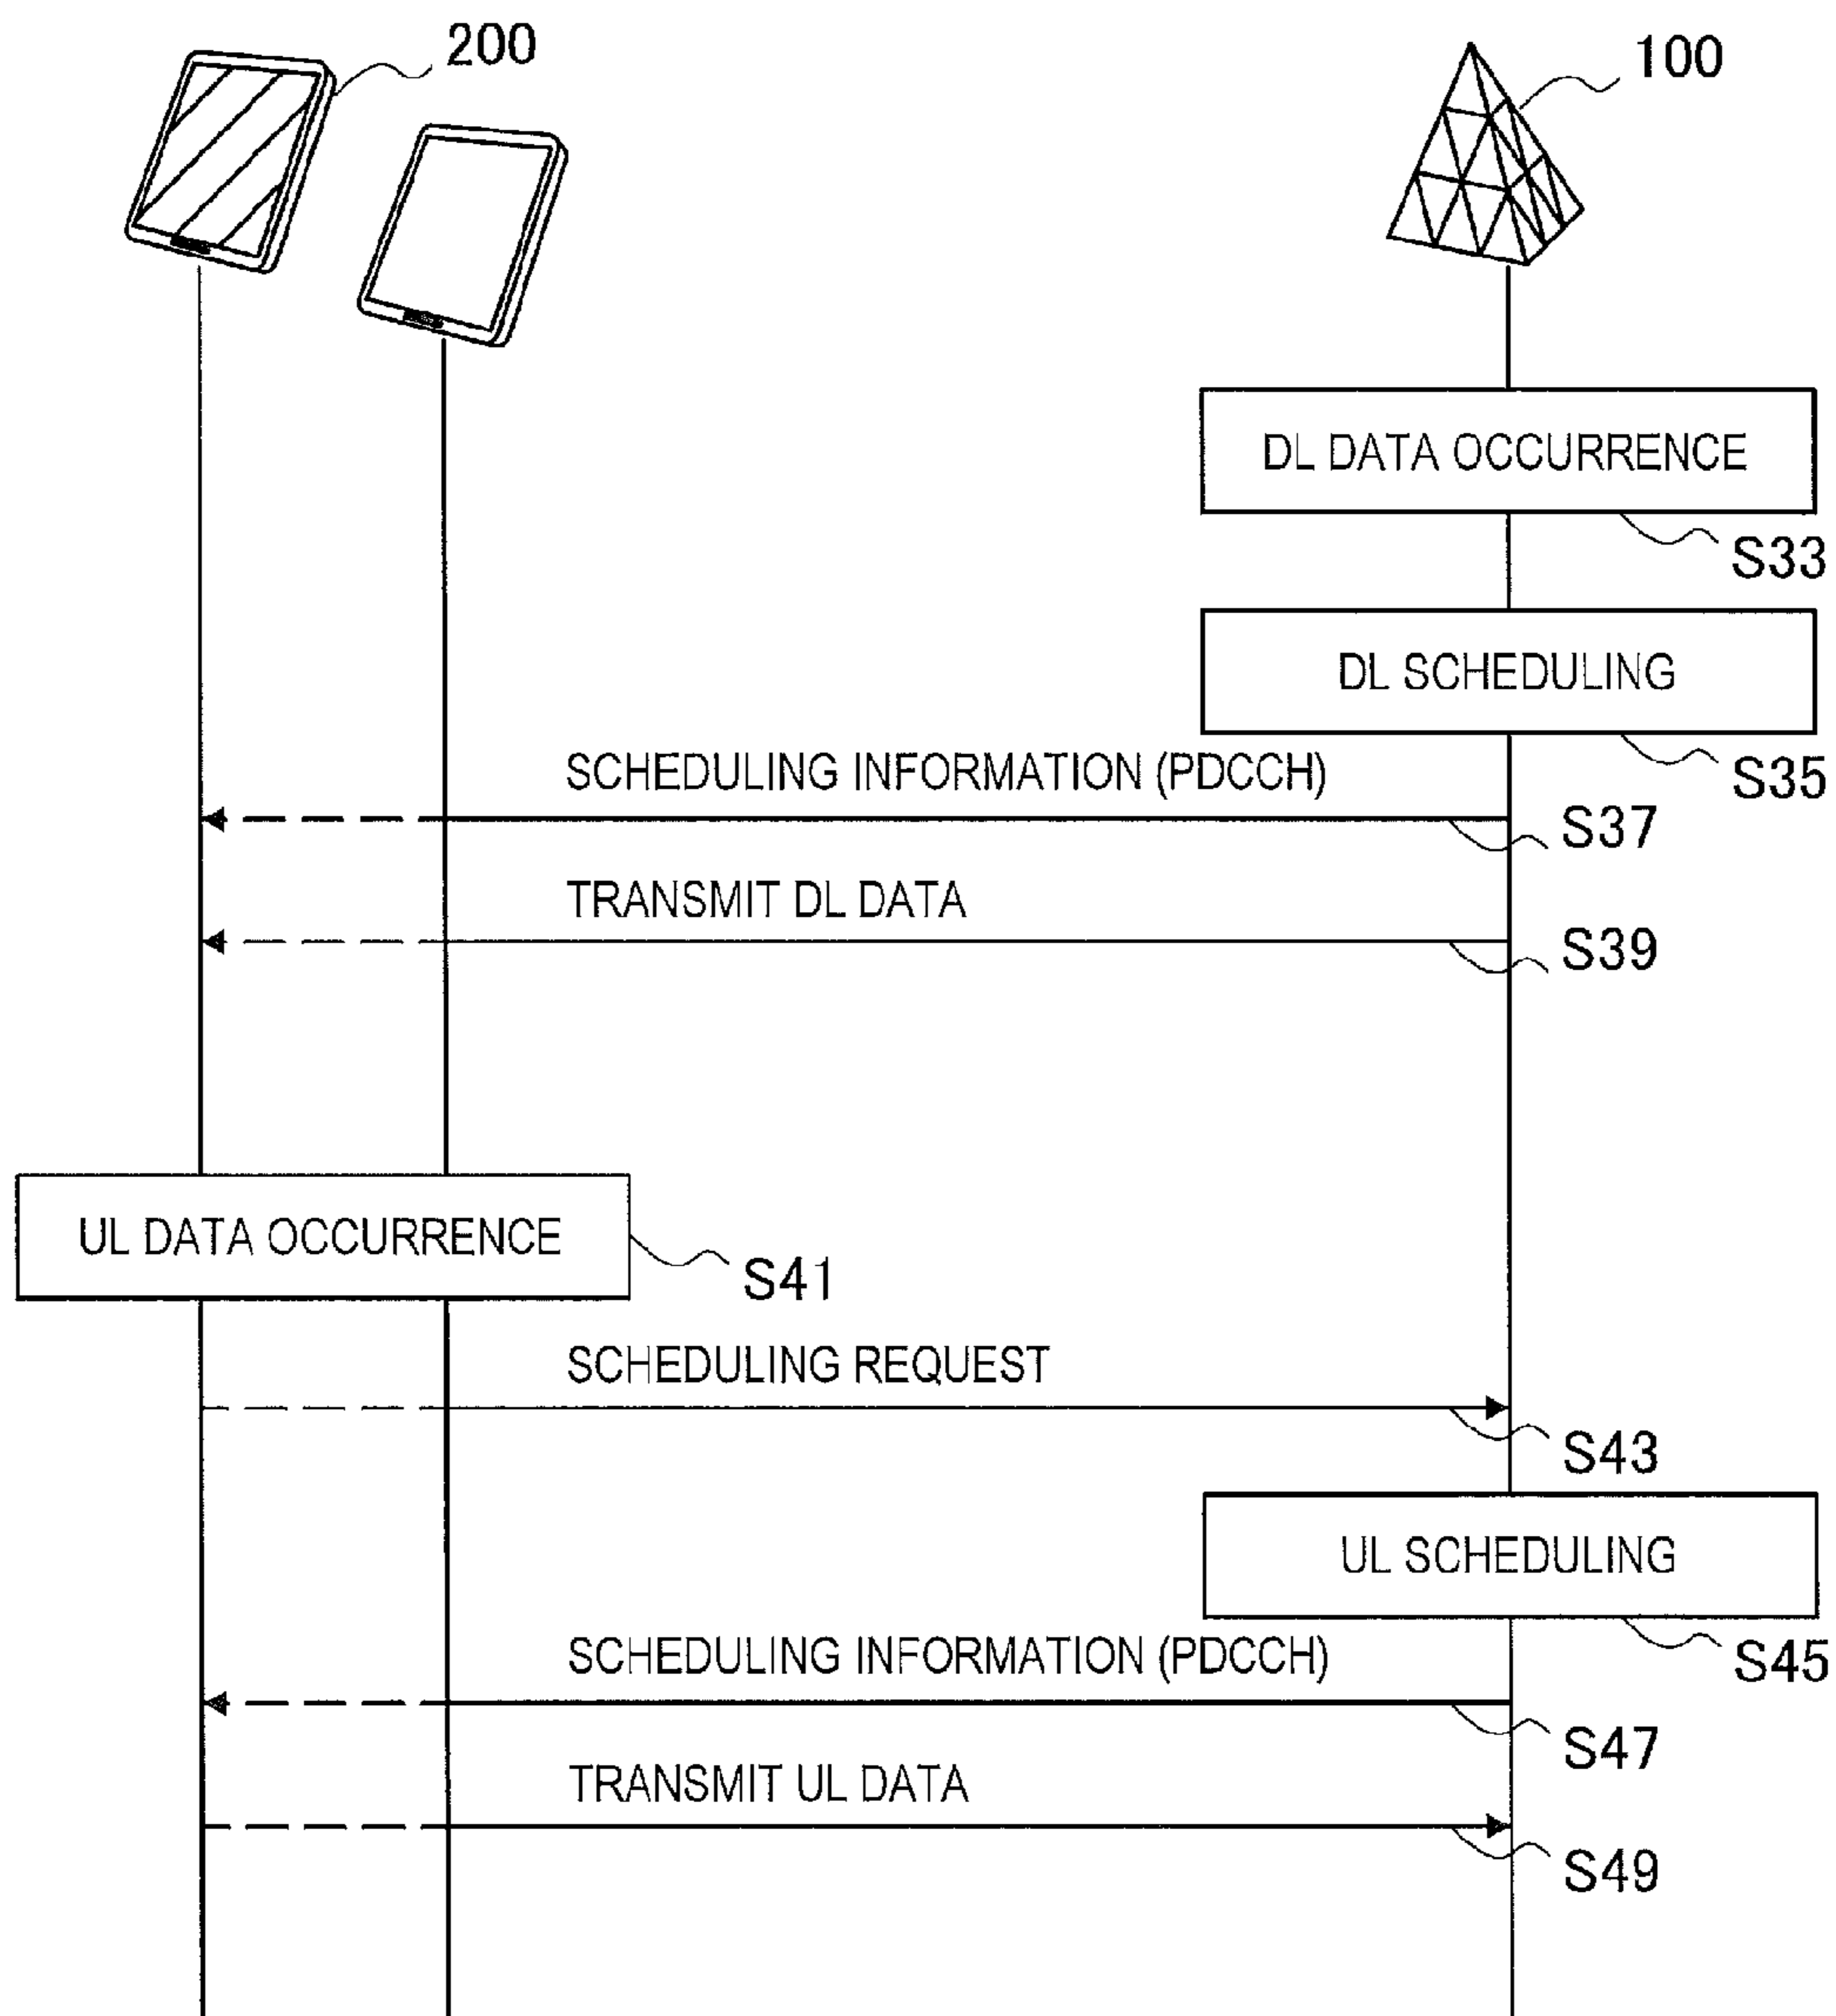 200
100
DL DATA OCCURRENCE
S33
DL SCHEDULING
S35
SCHEDULING INFORMATION (PDCCH)
S37
TRANSMIT DL DATA
S39
UL DATA OCCURRENCE
S41
SCHEDULING REQUEST
S43
UL SCHEDULING
S45
SCHEDULING INFORMATION (PDCCH)
S47
TRANSMIT UL DATA
S49